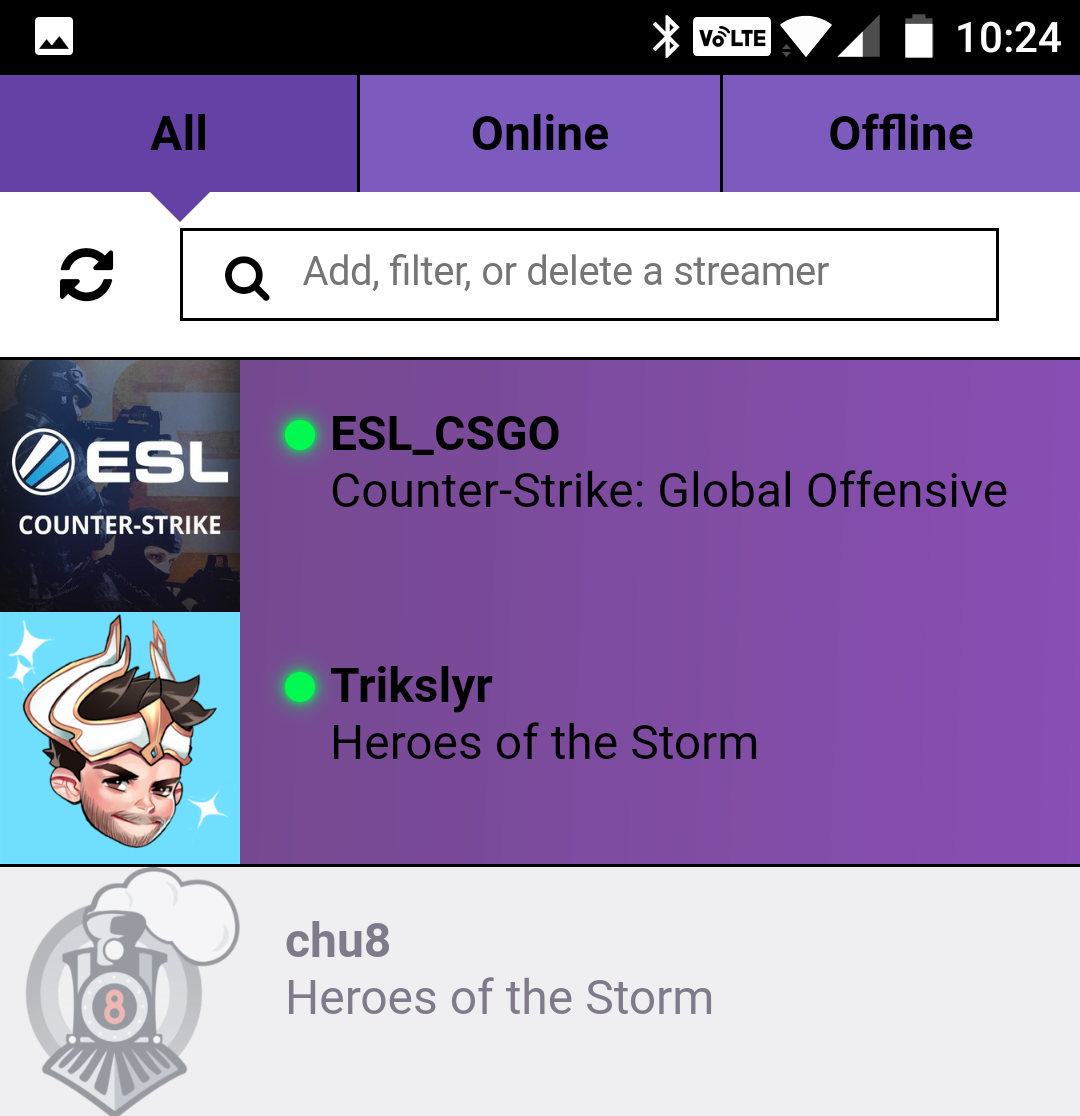 VoLTE 10:24
All Online Offline
Add, filter, or delete a streamer
ESL
COUNTER-STRIKE
ESL_CSGO
Counter-Strike: Global Offensive
Trikslyr
Heroes of the Storm
8
chu8
Heroes of the Storm